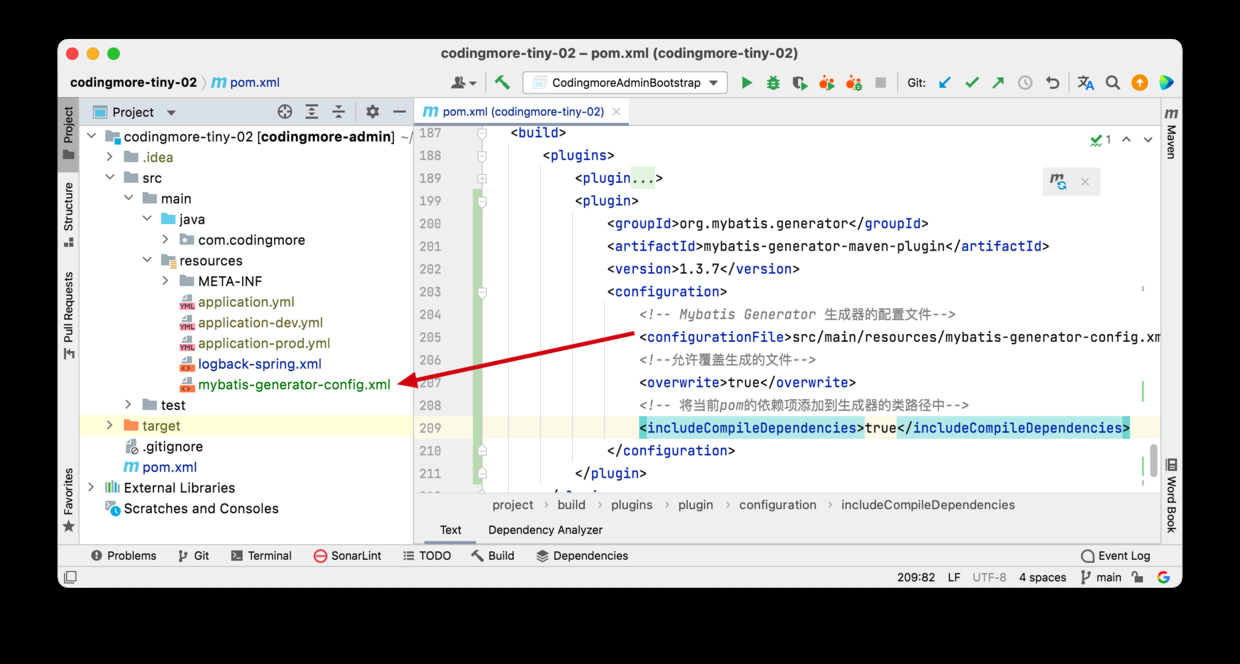 codingmore-tiny-02 – pom.xml (codingmore-tiny-02)
codingmore-tiny-02 〉 m pom.xml
CodingmoreAdminBootstrap
Git:
Project
Project
Structure
Pull Requests
Favorites
codingmore-tiny-02 [codingmore-admin] ~/
.idea
src
main
java
com.codingmore
resources
META-INF
application.yml
application-dev.yml
application-prod.yml
logback-spring.xml
mybatis-generator-config.xml
test
target
.gitignore
m pom.xml
External Libraries
Scratches and Consoles
m pom.xml (codingmore-tiny-02) ×
1
187 <build>
188 <plugins>
189 <plugin...>
199 <plugin>
200 <groupId>org.mybatis.generator</groupId>
201 <artifactId>mybatis-generator-maven-plugin</artifactId>
202 <version>1.3.7</version>
203 <configuration>
204 <!-- Mybatis Generator 生成器的配置文件-->
205 <configurationFile>src/main/resources/mybatis-generator-config.xm
206 <!--允许覆盖生成的文件-->
207 <overwrite>true</overwrite>
208 <!-- 将当前pom的依赖项添加到生成器的类路径中-->
209 <includeCompileDependencies>true</includeCompileDependencies>
210 </configuration>
211 </plugin>
project › build › plugins › plugin › configuration › includeCompileDependencies
Text Dependency Analyzer
m Maven
Word Book
Problems Git Terminal SonarLint TODO Build Dependencies Event Log
209:82 LF UTF-8 4 spaces main